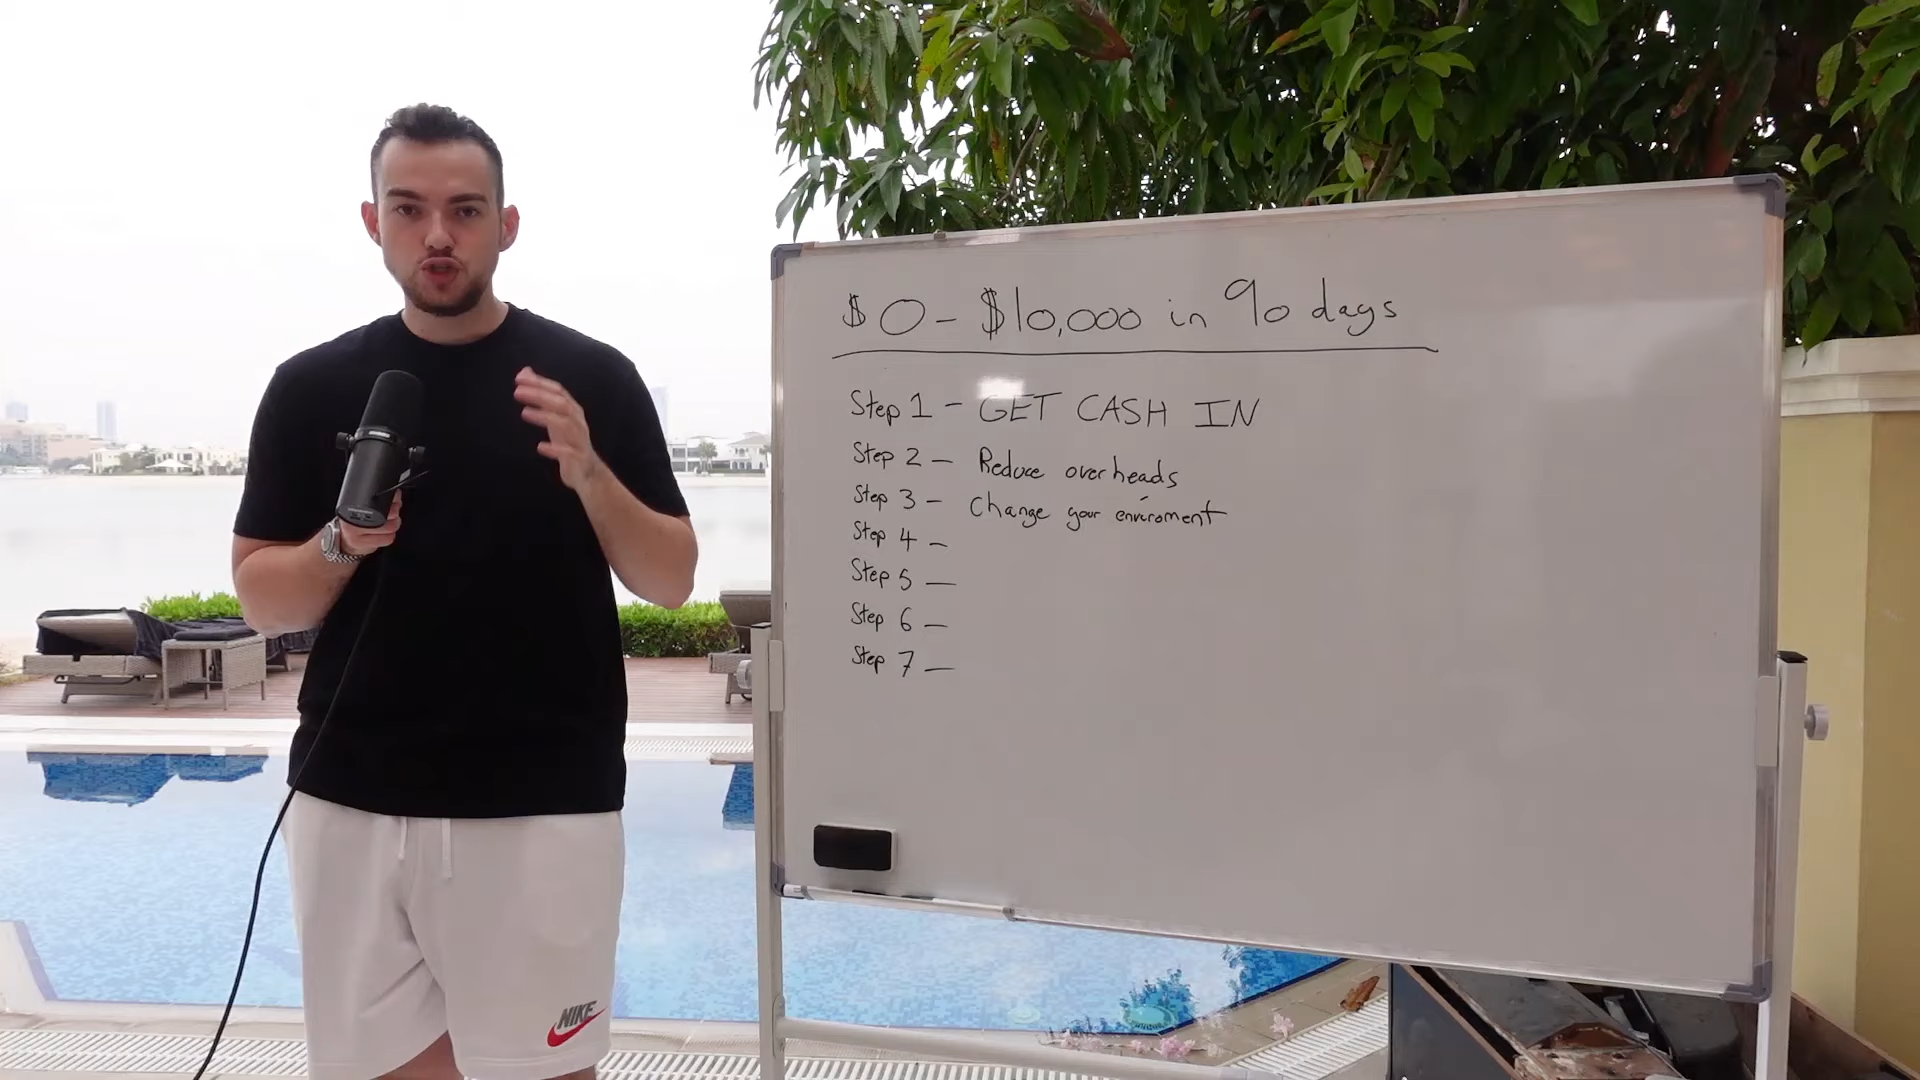 $0 - $10,000 in 90 days
Step 1 - GET CASH IN
Step 2 - Reduce overheads
Step 3 - Change your enviroment
Step 4 -
Step 5 -
Step 6 -
Step 7 -
NIKE